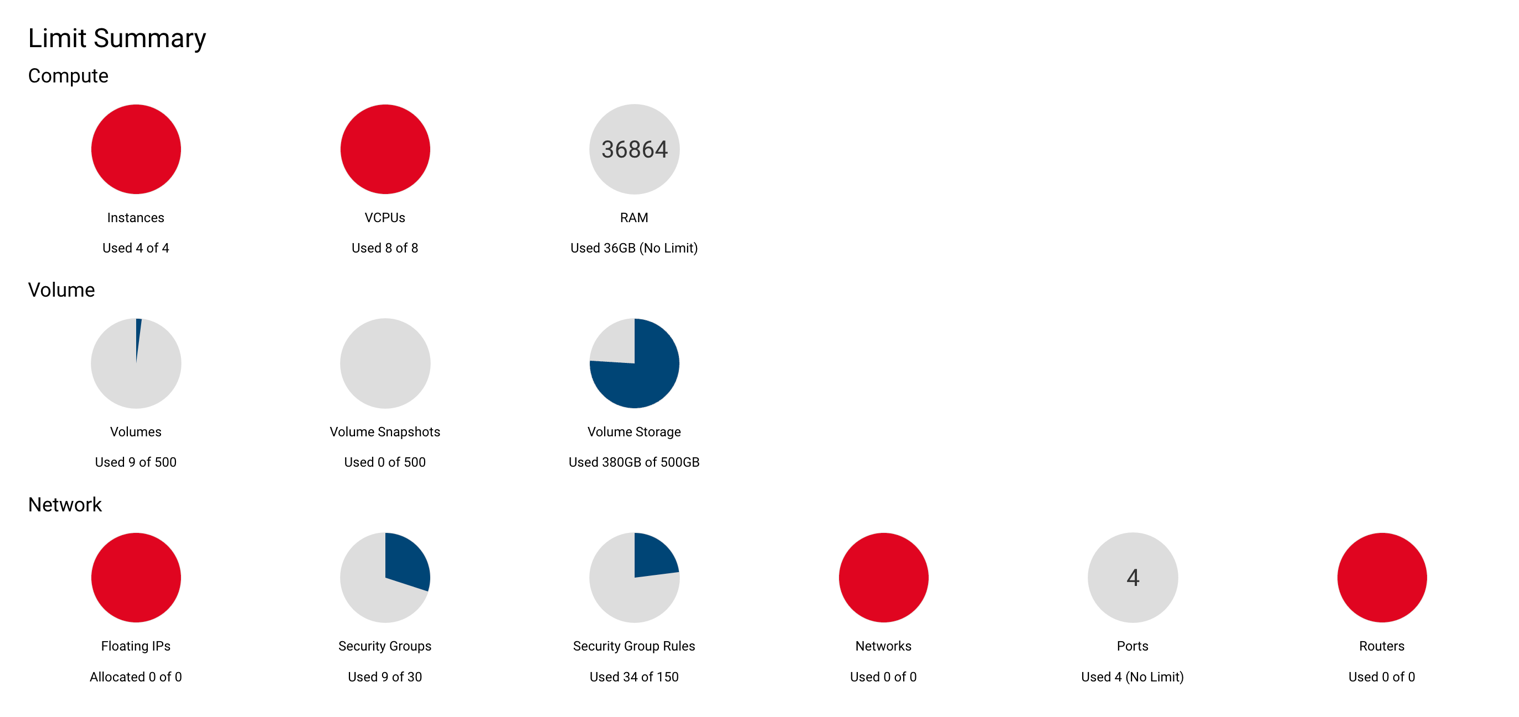 Limit Summary
Compute
36864
Instances
VCPUs
RAM
Used 4 of 4
Used 8 of 8
Used 36GB (No Limit)
Volume
Volumes
Volume Snapshots
Volume Storage
Used 9 of 500
Used 0 of 500
Used 380GB of 500GB
Network
4
Floating IPs
Security Groups
Security Group Rules
Networks
Ports
Routers
Allocated 0 of 0
Used 9 of 30
Used 34 of 150
Used 0 of 0
Used 4 (No Limit)
Used 0 of 0